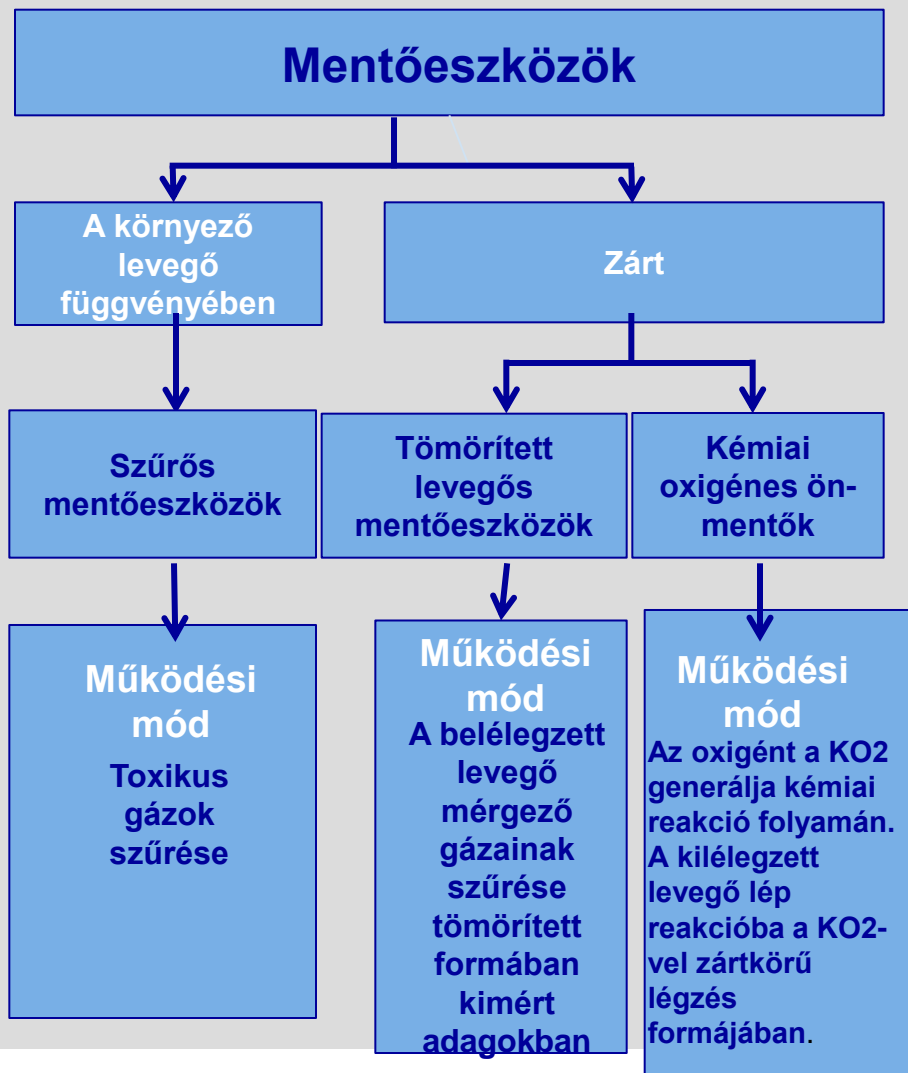 Mentőeszközök
A környező
levegő
függvényében
Zárt
Szűrős
mentőeszközök
Tömörített
levegős
mentőeszközök
Kémiai
oxigénes ön-
mentők
Működési
mód
Toxikus
gázok
szűrése
Működési
mód
A belélegzett
levegő
mérgező
gázainak
szűrése
tömörített
formában
kimért
adagokban
Működési
mód
Az oxigént a KO2
generálja kémiai
reakció folyamán.
A kilélegzett
levegő lép
reakcióba a KO2-
vel zártkörű
légzés
formájában.